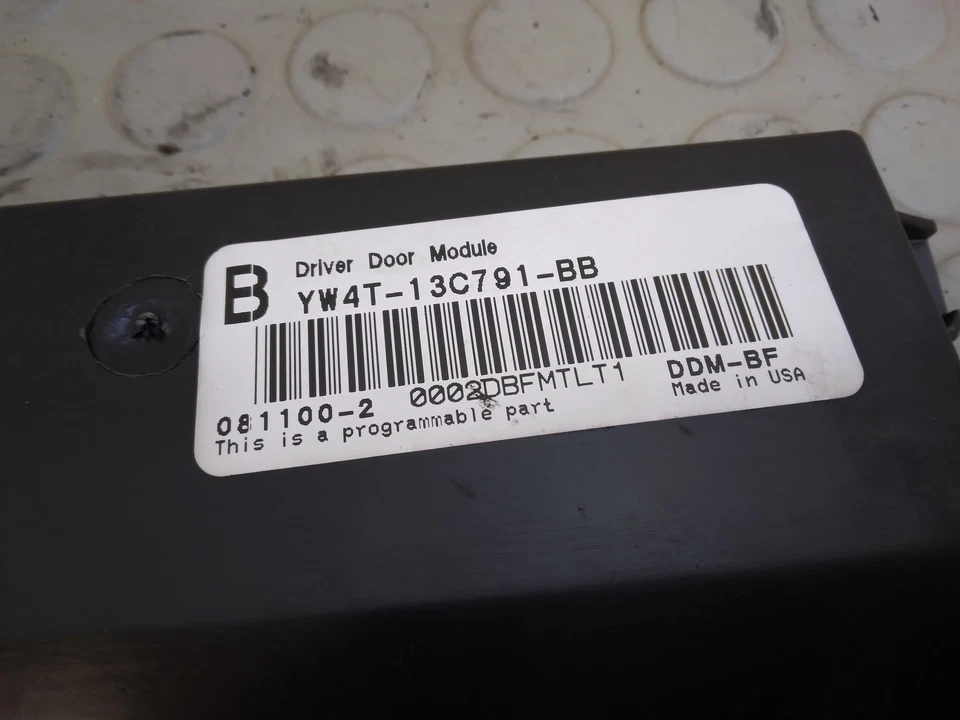 B
Driver Door Module
YW4T-13C791-BB
081100-2 0002DBFMTLT1 DDM-BF
This is a programmable part Made in USA